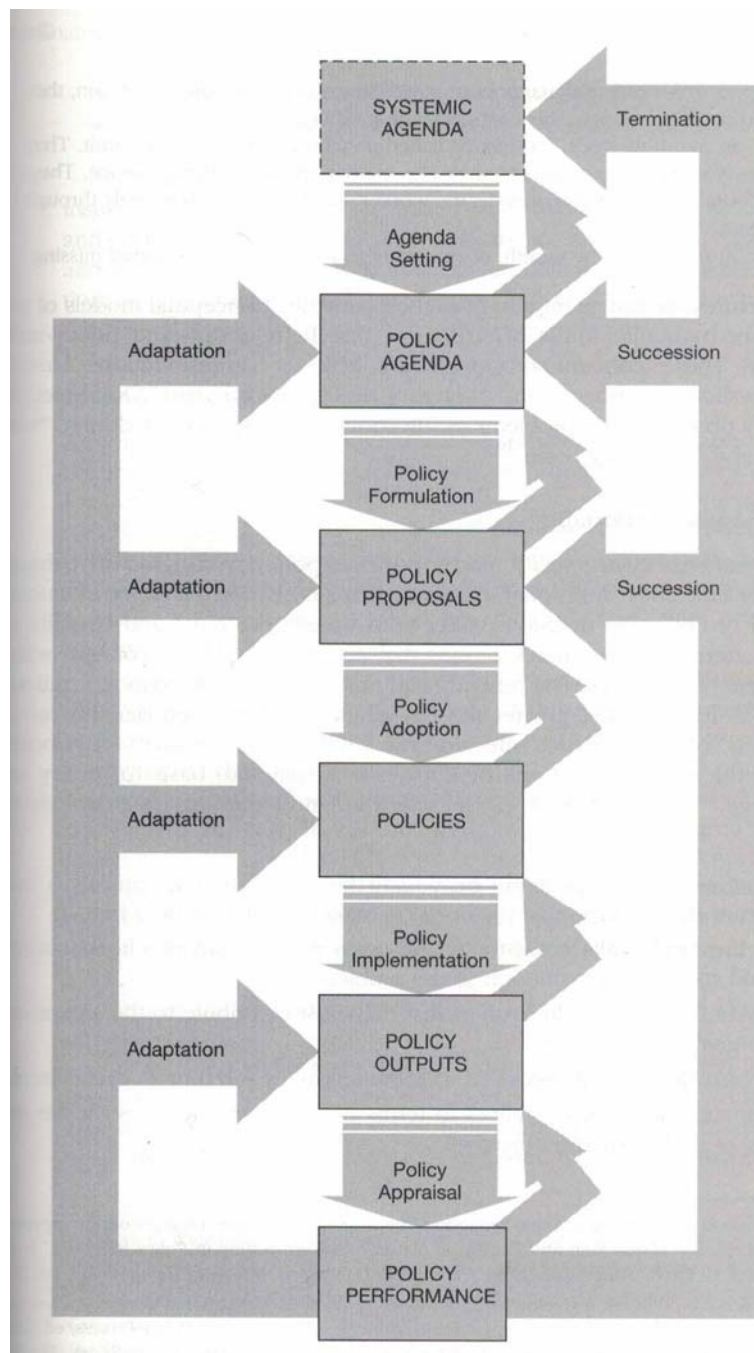 SYSTEMIC
AGENDA
Termination
Agenda
Setting
Adaptation
POLICY
AGENDA
Succession
Policy
Formulation
Adaptation
POLICY
PROPOSALS
Succession
Policy
Adoption
Adaptation
POLICIES
Policy
Implementation
Adaptation
POLICY
OUTPUTS
Policy
Appraisal
POLICY
PERFORMANCE